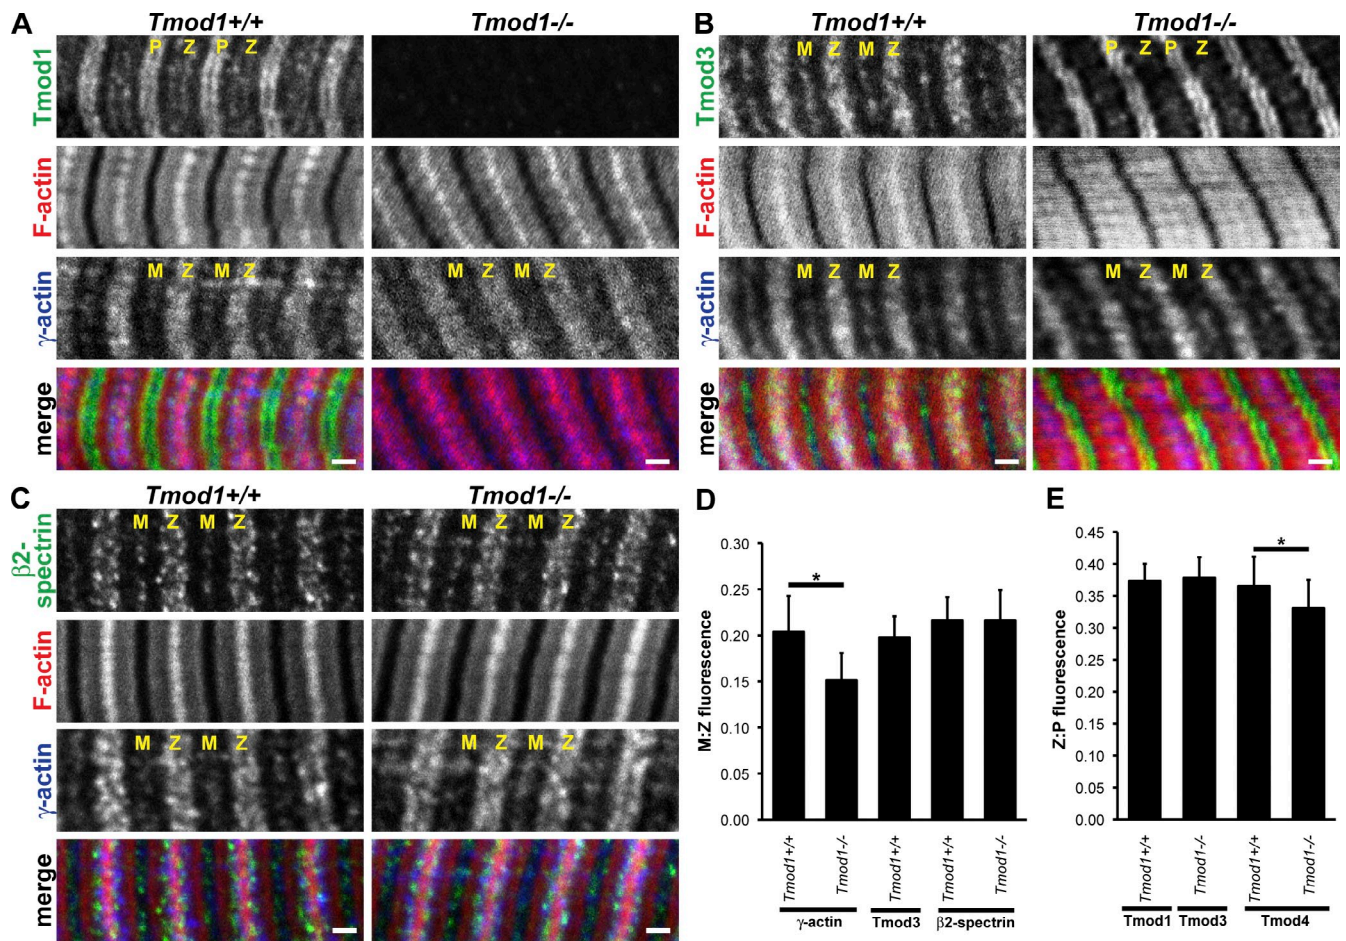 A
Tmod1+/+
Tmod1-/-
Tmod1
P Z P Z
F-actin
γ-actin
M Z M Z
M Z M Z
merge
B
Tmod1+/+
Tmod1-/-
Tmod3
M Z M Z
P Z P Z
F-actin
γ-actin
M Z M Z
M Z M Z
merge
C
Tmod1+/+
Tmod1-/-
β2-
spectrin
M Z M Z
M Z M Z
F-actin
γ-actin
M Z M Z
M Z M Z
merge
D
M:Z fluorescence
0.30
0.25
0.20
0.15
0.10
0.05
0.00
*
Tmod1+/+
Tmod1-/-
Tmod1+/+
Tmod1+/+
Tmod1-/-
γ-actin
Tmod3
β2-spectrin
E
Z:P fluorescence
0.45
0.40
0.35
0.30
0.25
0.20
0.15
0.10
0.05
0.00
*
Tmod1+/+
Tmod1-/-
Tmod1+/+
Tmod1-/-
Tmod1
Tmod3
Tmod4